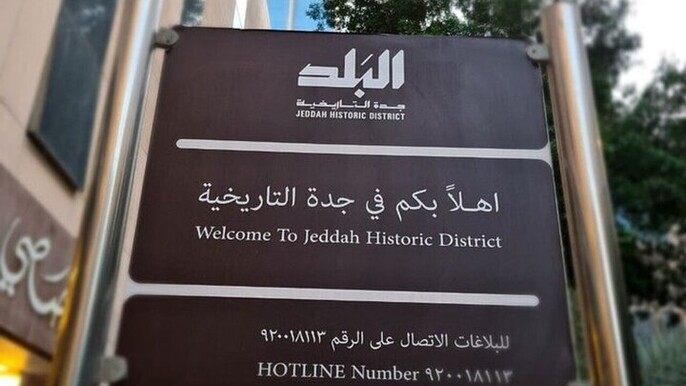 البَلَد
جدة التاريخية
JEDDAH HISTORIC DISTRICT
اهلاً بكم في جدة التاريخية
Welcome To Jeddah Historic District
للبلاغات الاتصال على الرقم ٩٢٠٠١٨١١٣
HOTLINE Number ٩٢٠٠١٨١١٣